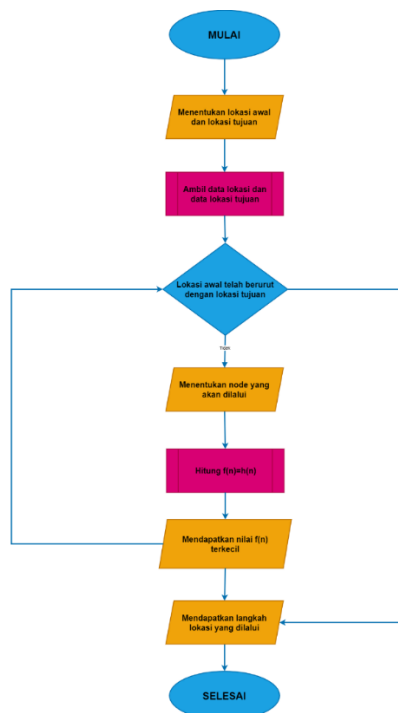 MULAI
Menentukan lokasi awal
dan lokasi tujuan
Ambil data lokasi dan
data lokasi tujuan
Lokasi awal telah berurut
dengan lokasi tujuan
Tidak
Menentukan node yang
akan dilalui
Hitung f(n)=h(n)
Mendapatkan nilai f(n)
terkecil
Mendapatkan langkah
lokasi yang dilalui
SELESAI